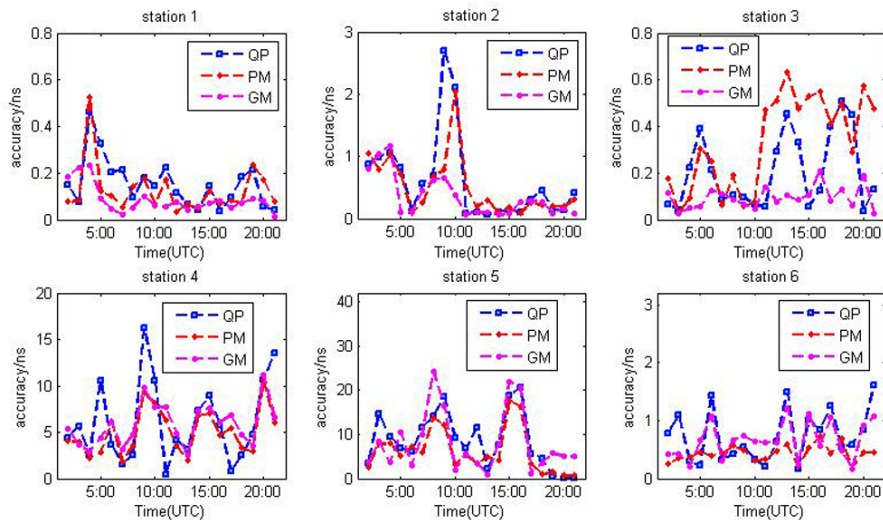 station 1
0.8
0.6
0.4
0.2
0
accuracy/ns
QP
PM
GM
5:00 10:00 15:00 20:00
Time(UTC)
station 2
3
2
1
0
accuracy/ns
QP
PM
GM
5:00 10:00 15:00 20:00
Time(UTC)
station 3
0.8
0.6
0.4
0.2
0
accuracy/ns
QP
PM
GM
5:00 10:00 15:00 20:00
Time(UTC)
station 4
20
15
10
5
0
accuracy/ns
QP
PM
GM
5:00 10:00 15:00 20:00
Time(UTC)
station 5
40
30
20
10
0
accuracy/ns
QP
PM
GM
5:00 10:00 15:00 20:00
Time(UTC)
station 6
3
2
1
0
accuracy/ns
QP
PM
GM
5:00 10:00 15:00 20:00
Time(UTC)